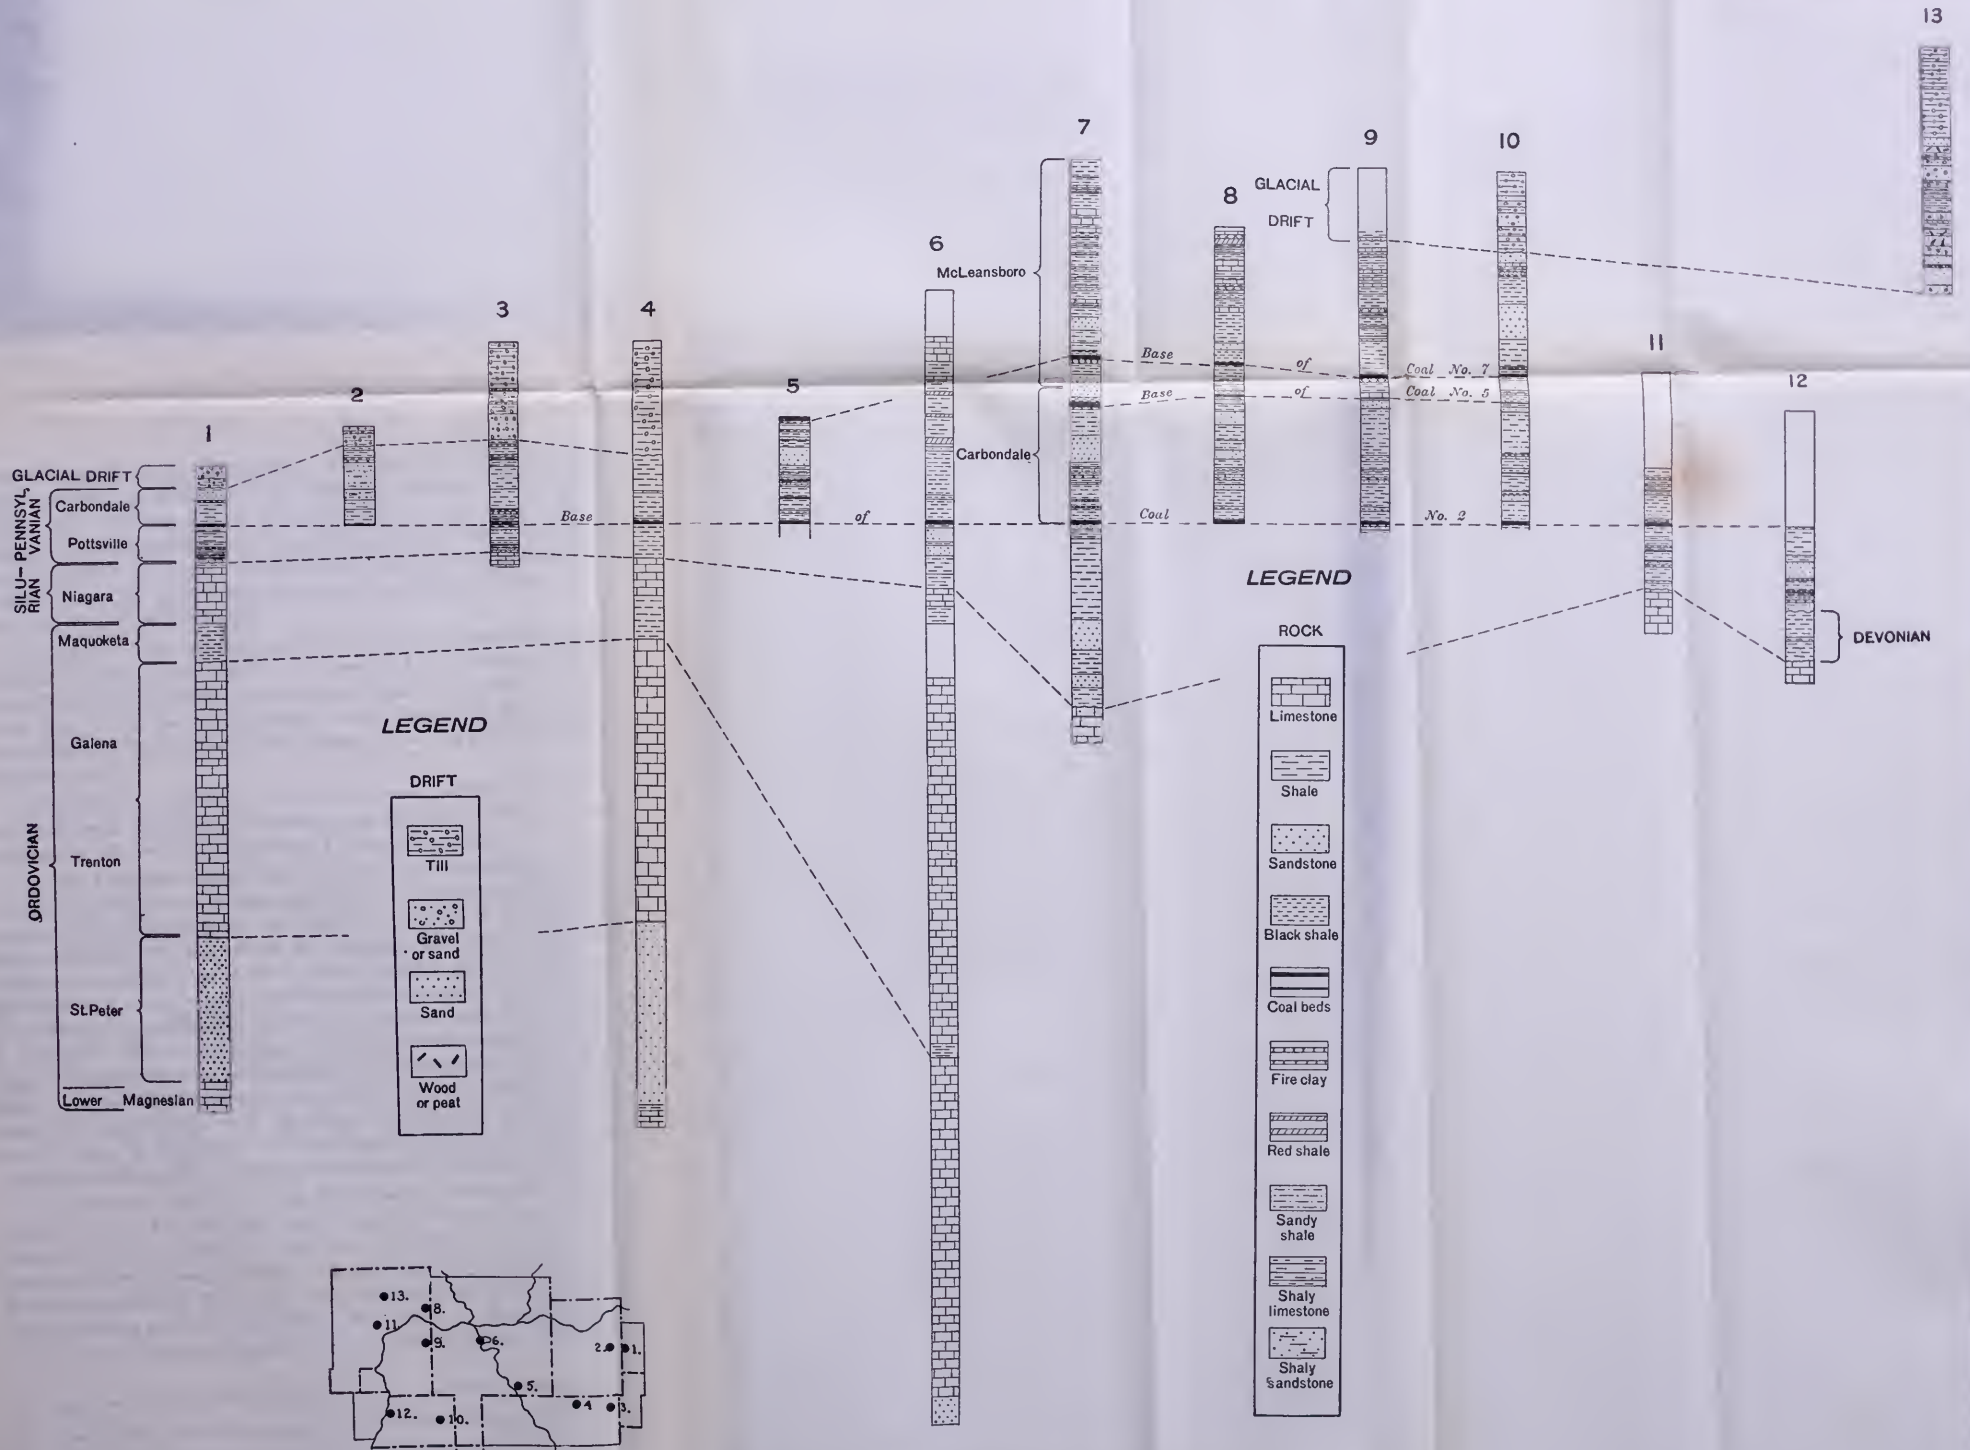 13
7
9
10
8
GLACIAL
DRIFT
6
McLeansboro
3
4
11
Base of Coal No. 7
5
12
Base of Coal No. 5
2
1
Carbondale
GLACIAL DRIFT
PENNSYL-
VANIAN
Carbondale
Base of Coal No. 2
Pottsville
SILU-
RIAN
Niagara
Maquoketa
DEVONIAN
ORDOVICIAN
Galena
Trenton
St.Peter
Lower Magnesian
LEGEND
DRIFT
Till
Gravel
or sand
Sand
Wood
or peat
LEGEND
ROCK
Limestone
Shale
Sandstone
Black shale
Coal beds
Fire clay
Red shale
Sandy
shale
Shaly
limestone
Shaly
sandstone
13.
8.
11.
9.
6.
2.
1.
5.
4
3.
12.
10.